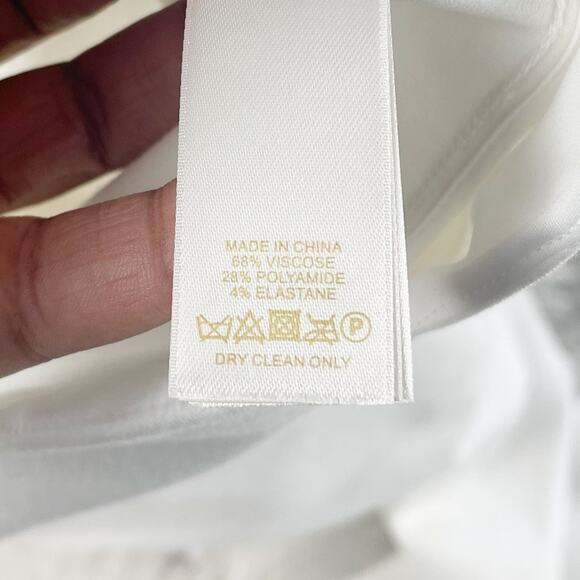 MADE IN CHINA
68% VISCOSE
28% POLYAMIDE
4% ELASTANE
P
DRY CLEAN ONLY